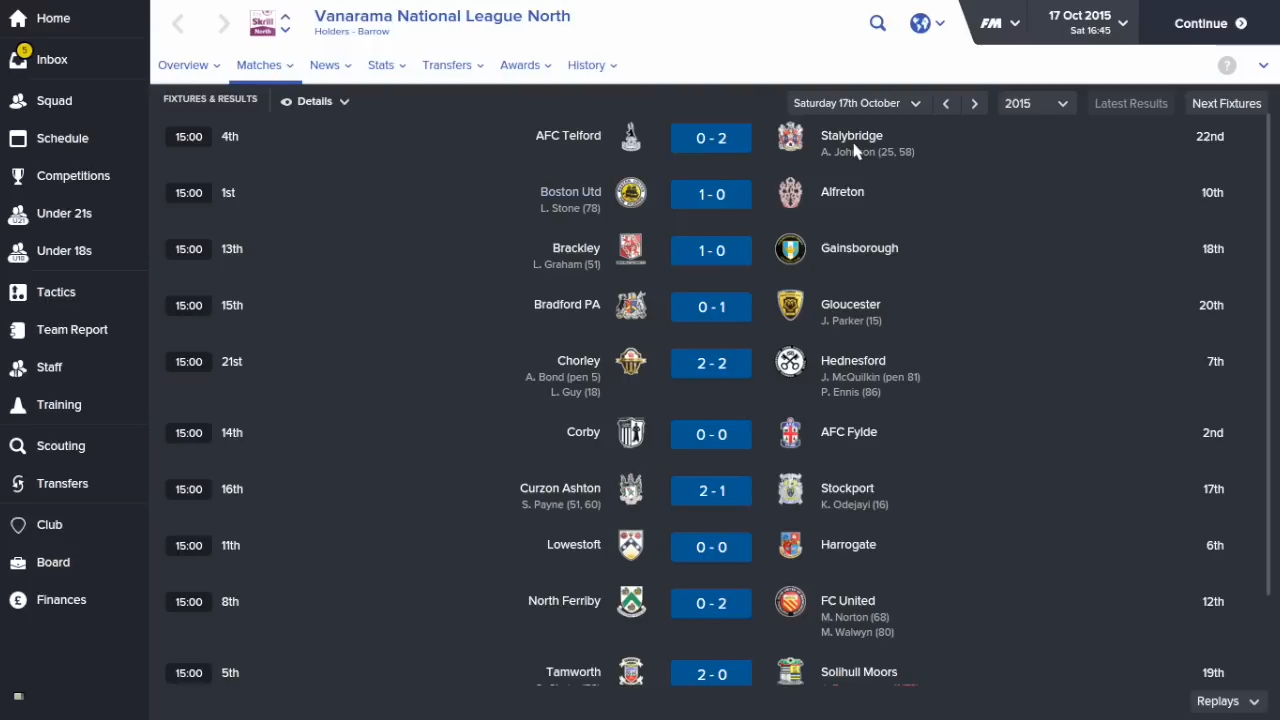 Home
5
Inbox
Squad
Schedule
Competitions
Under 21s
Under 18s
Tactics
Team Report
Staff
Training
Scouting
Transfers
Club
Board
Finances
Skrill
North
Vanarama National League North
Holders - Barrow
FM
17 Oct 2015
Sat 16:45
Continue
Overview Matches News Stats Transfers Awards History
?
FIXTURES & RESULTS
Details
Saturday 17th October
2015
Latest Results
Next Fixtures
15:00 4th AFC Telford 0 - 2 Stalybridge 22nd
(25, 58)
15:00 1st Boston Utd 1 - 0 Alfreton 10th
L. Stone (78)
15:00 13th Brackley 1 - 0 Gainsborough 18th
L. Graham (51)
15:00 15th Bradford PA 0 - 1 Gloucester 20th
J. Parker (15)
15:00 21st Chorley 2 - 2 Hednesford 7th
A. Bond (pen 5) J. McQuilkin (pen 81)
L. Guy (18) P. Ennis (86)
15:00 14th Corby 0 - 0 AFC Fylde 2nd
15:00 16th Curzon Ashton 2 - 1 Stockport 17th
S. Payne (51, 60) K. Odejayi (16)
15:00 11th Lowestoft 0 - 0 Harrogate 6th
15:00 8th North Ferriby 0 - 2 FC United 12th
M. Norton (68)
M. Walwyn (80)
15:00 5th Tamworth 2 - 0 Solihull Moors 19th
Replays